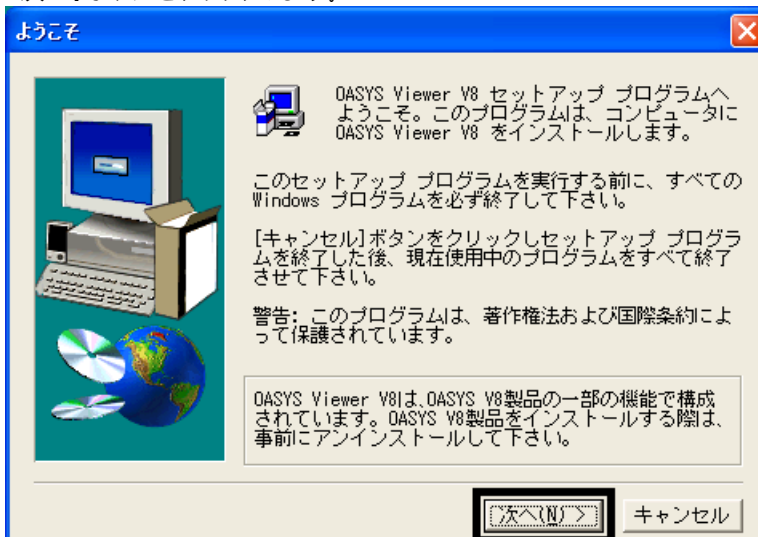 ようこそ
OASYS Viewer V8 セットアップ プログラムへ
ようこそ。このプログラムは、コンピュータに
OASYS Viewer V8 をインストールします。
このセットアップ プログラムを実行する前に、すべての
Windows プログラムを必ず終了して下さい。
[キャンセル]ボタンをクリックしセットアップ プログラ
ムを終了した後、現在使用中のプログラムをすべて終了
させて下さい。
警告: このプログラムは、著作権法および国際条約によ
って保護されています。
OASYS Viewer V8は、OASYS V8製品の一部の機能で構成
されています。OASYS V8製品をインストールする際は、
事前にアンインストールして下さい。
次へ(N) >
キャンセル